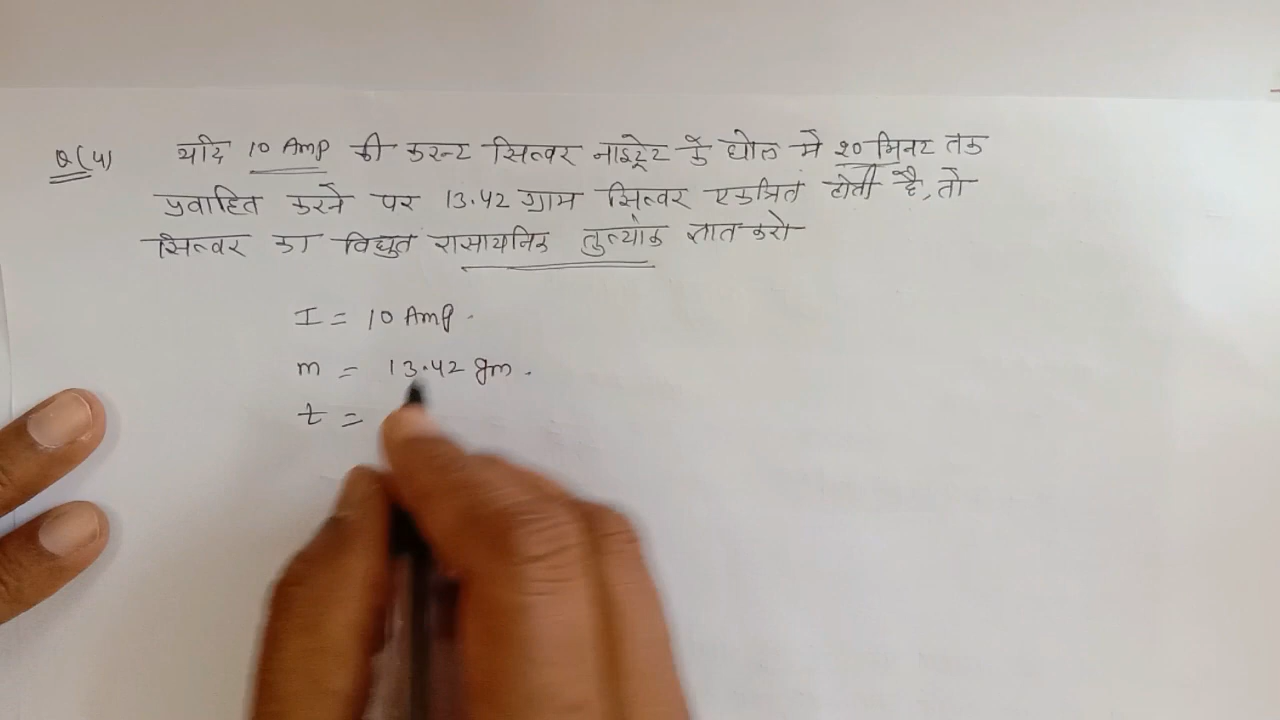 Q(4) यदि 10 Amp की करन्ट सिल्वर नाइट्रेट के घोल मे 20 मिनट तक
प्रवाहित करने पर 13.42 ग्राम सिल्वर एकत्रित होती है, तो
सिल्वर का विद्युत रासायनिक तुल्यांक ज्ञात करो
I = 10 Amp.
m = 13.42 gm.
t =